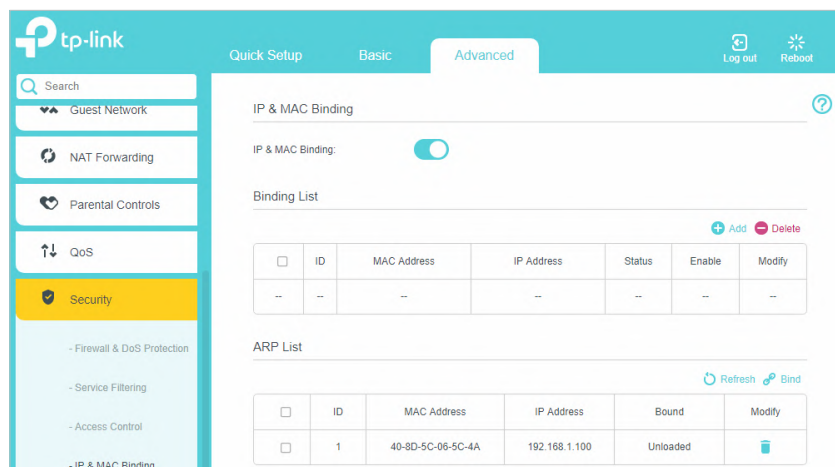 tp-link
Quick Setup Basic Advanced Log out Reboot
Search
Guest Network
NAT Forwarding
Parental Controls
QoS
Security
- Firewall & DoS Protection
- Service Filtering
- Access Control
- IP & MAC Binding
IP & MAC Binding
IP & MAC Binding:
Binding List
Add Delete
ID MAC Address IP Address Status Enable Modify
-- -- -- -- -- -- --
ARP List
Refresh Bind
ID MAC Address IP Address Bound Modify
1 40-8D-5C-06-5C-4A 192.168.1.100 Unloaded